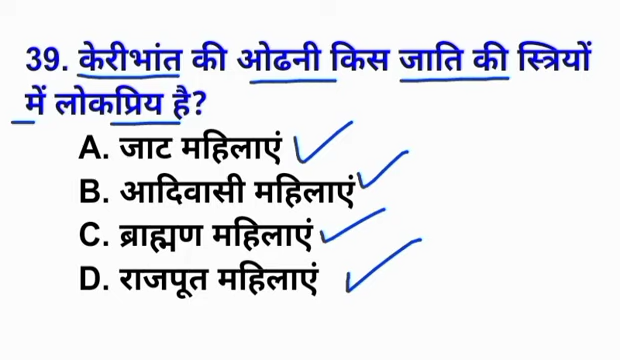 39. केरीभांत की ओढनी किस जाति की स्त्रियों
में लोकप्रिय है?
A. जाट महिलाएं
B. आदिवासी महिलाएं
C. ब्राह्मण महिलाएं
D. राजपूत महिलाएं